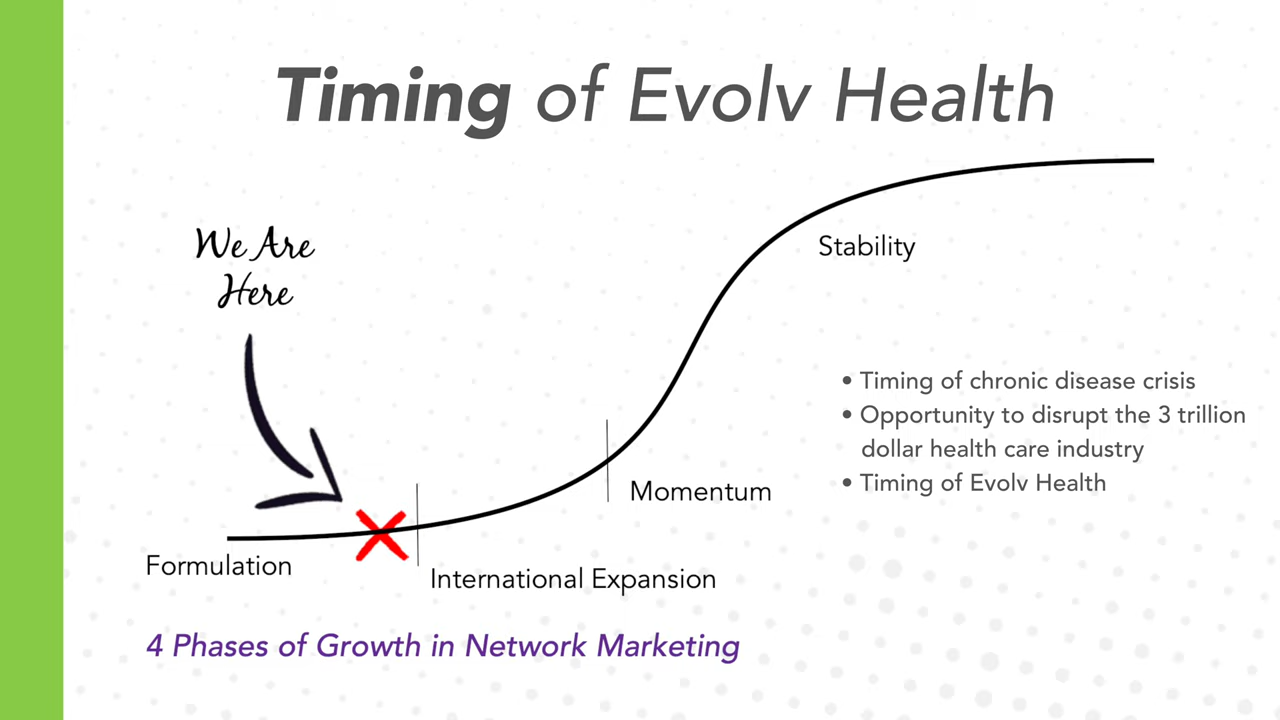 Timing of Evolv Health
We Are
Here
Stability
• Timing of chronic disease crisis
• Opportunity to disrupt the 3 trillion
dollar health care industry
• Timing of Evolv Health
Momentum
Formulation
International Expansion
4 Phases of Growth in Network Marketing